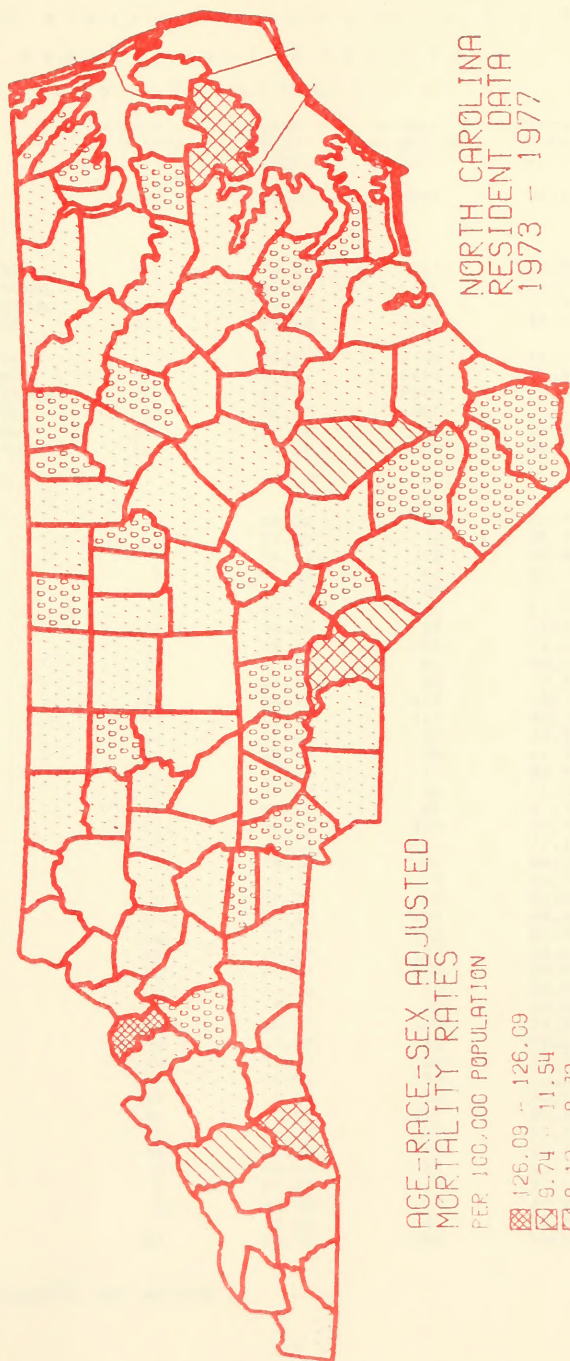 NORTH CAROLINA
RESIDENT DATA
1973 - 1977
AGE-RACE-SEX ADJUSTED
MORTALITY RATES
PER 100,000 POPULATION
126.09 - 126.09
9.74 - 11.54